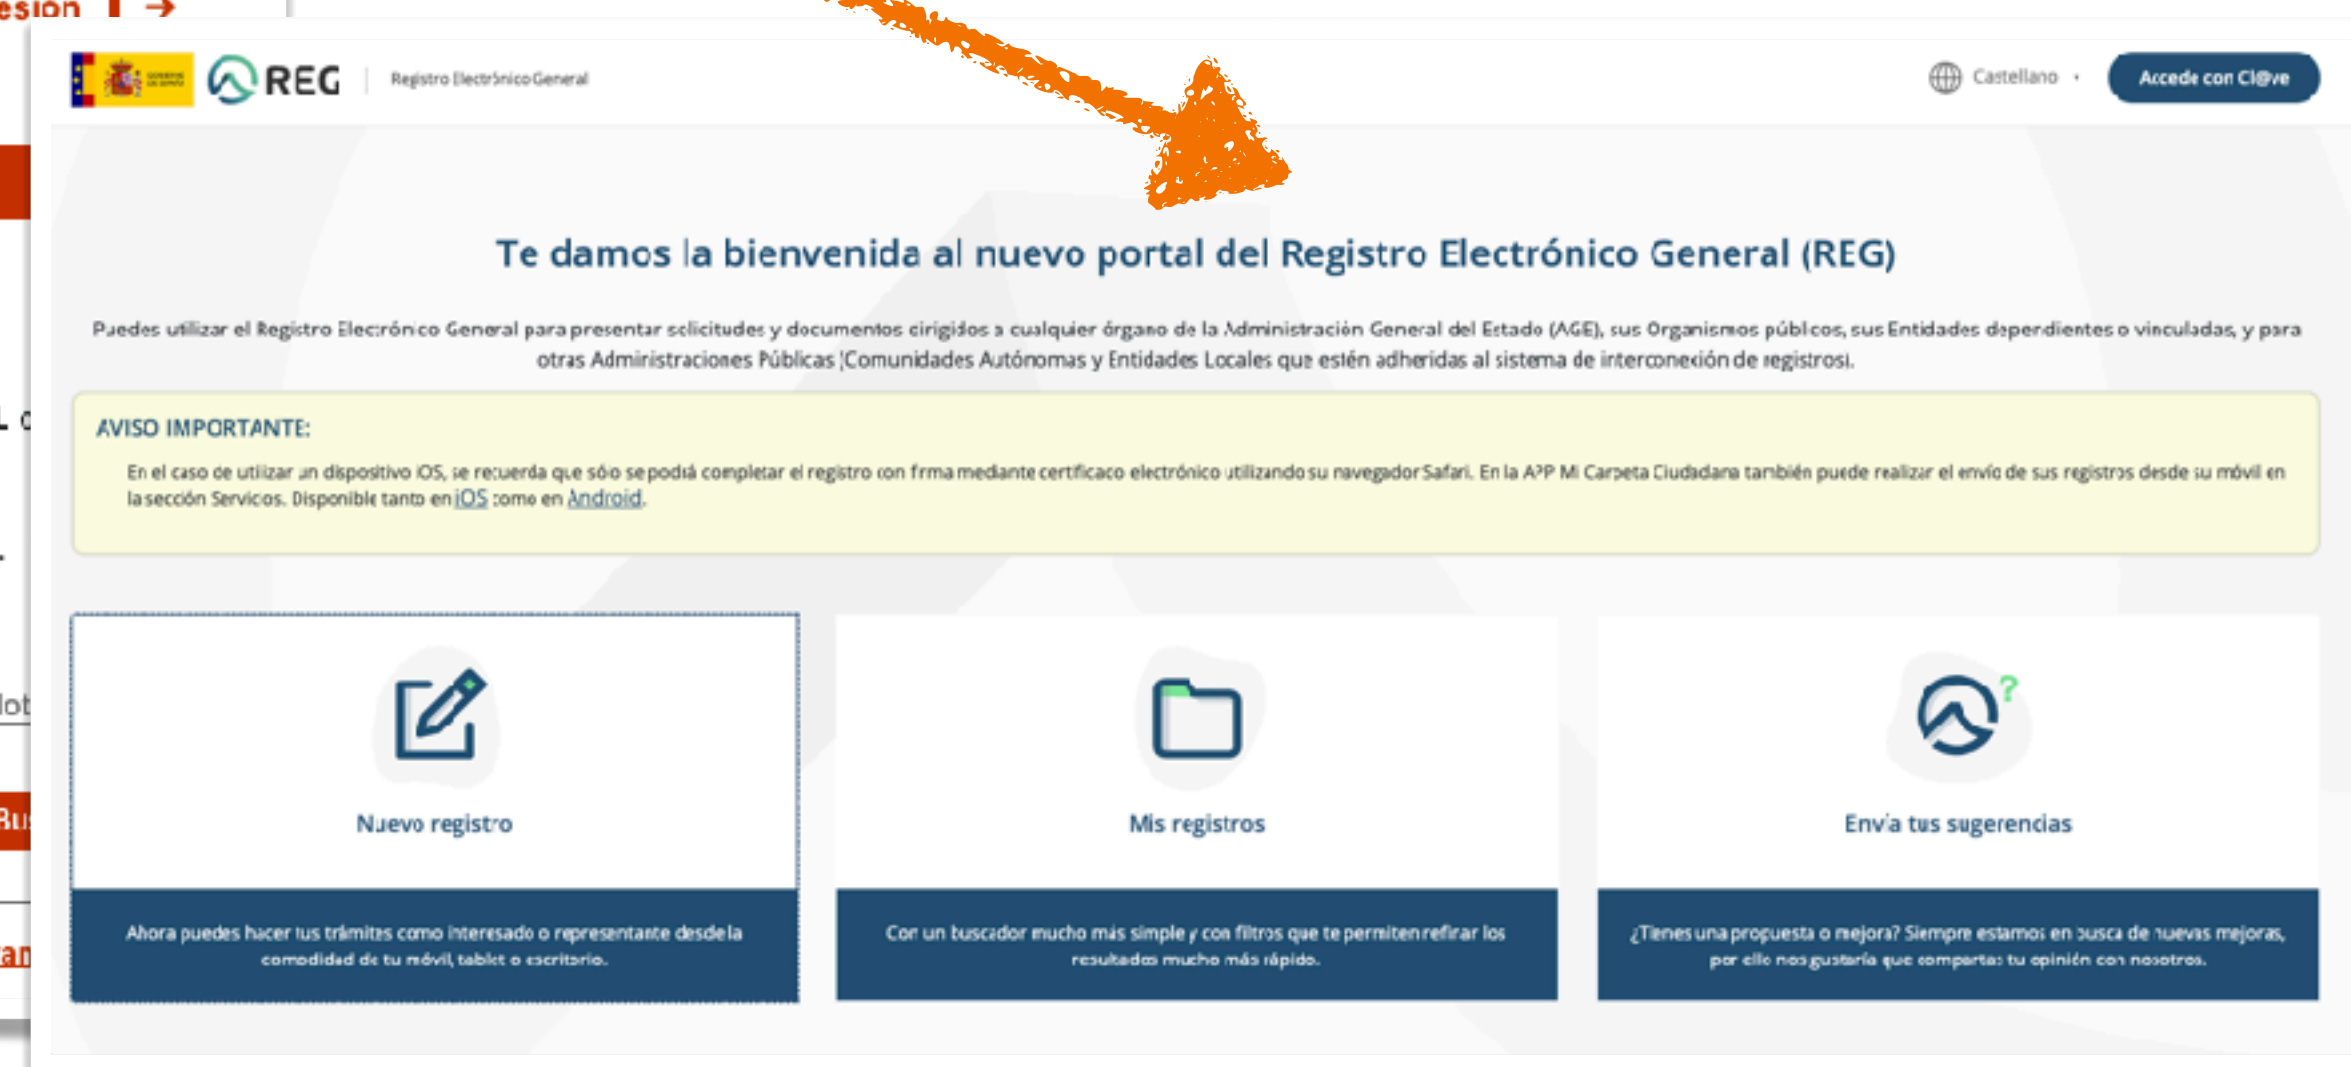 esión
GOBIERNO
DE ESPAÑA
REG
Registro Electrónico General
Castellano
Accede con Cl@ve
Te damos la bienvenida al nuevo portal del Registro Electrónico General (REG)
Puedes utilizar el Registro Electrónico General para presentar solicitudes y documentos dirigidos a cualquier órgano de la Administración General del Estado (AGE), sus Organismos públicos, sus Entidades dependientes o vinculadas, y para
otras Administraciones Públicas (Comunidades Autónomas y Entidades Locales que estén adheridas al sistema de interconexión de registros).
AVISO IMPORTANTE:
En el caso de utilizar un dispositivo iOS, se recuerda que sólo se podrá completar el registro con firma mediante certificado electrónico utilizando su navegador Safari. En la APP Mi Carpeta Ciudadana también puede realizar el envío de sus registros desde su móvil en
la sección Servicios. Disponible tanto en iOS como en Android.
Nuevo registro
Mis registros
Envía tus sugerencias
Ahora puedes hacer tus trámites como interesado o representante desde la
comodidad de tu móvil, tablet o escritorio.
Con un buscador mucho más simple y con filtros que te permiten refinar los
resultados mucho más rápido.
¿Tienes una propuesta o mejora? Siempre estamos en busca de nuevas mejoras,
por ello nos gustaría que compartas tu opinión con nosotros.